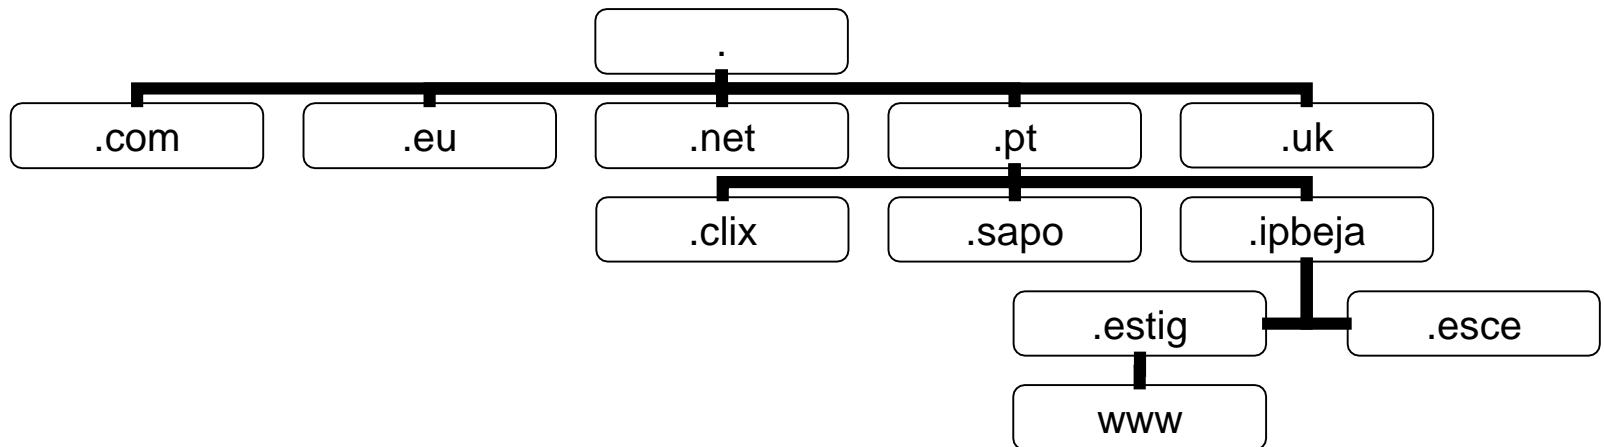 .
.com
.eu
.net
.pt
.uk
.clix
.sapo
.ipbeja
.estig
.esce
www